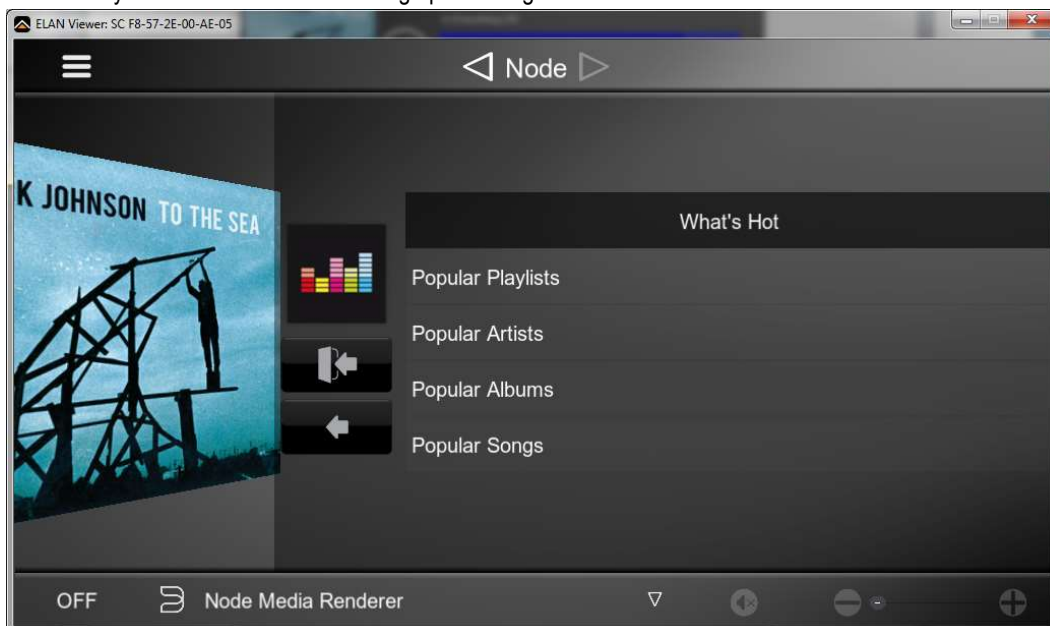 ELAN Viewer: SC F8-57-2E-00-AE-05
Node
K JOHNSON TO THE SEA
What's Hot
Popular Playlists
Popular Artists
Popular Albums
Popular Songs
OFF
Node Media Renderer